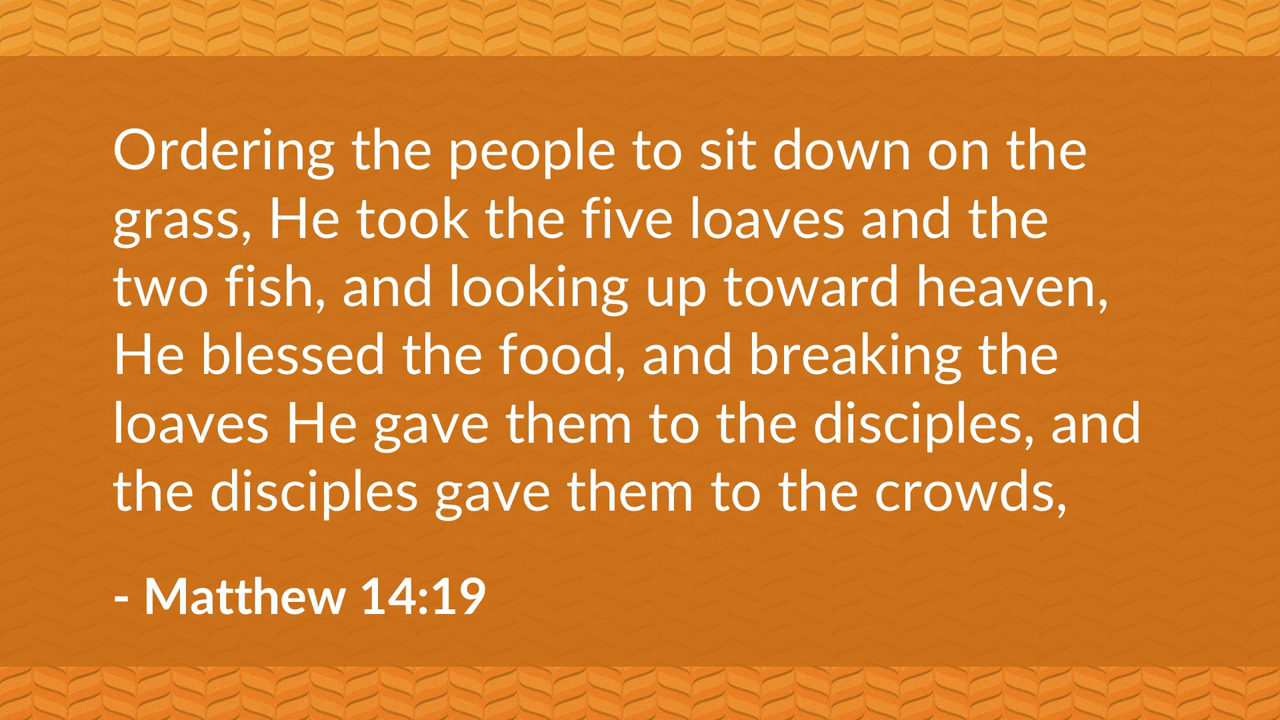 Ordering the people to sit down on the
grass, He took the five loaves and the
two fish, and looking up toward heaven,
He blessed the food, and breaking the
loaves He gave them to the disciples, and
the disciples gave them to the crowds,
- Matthew 14:19